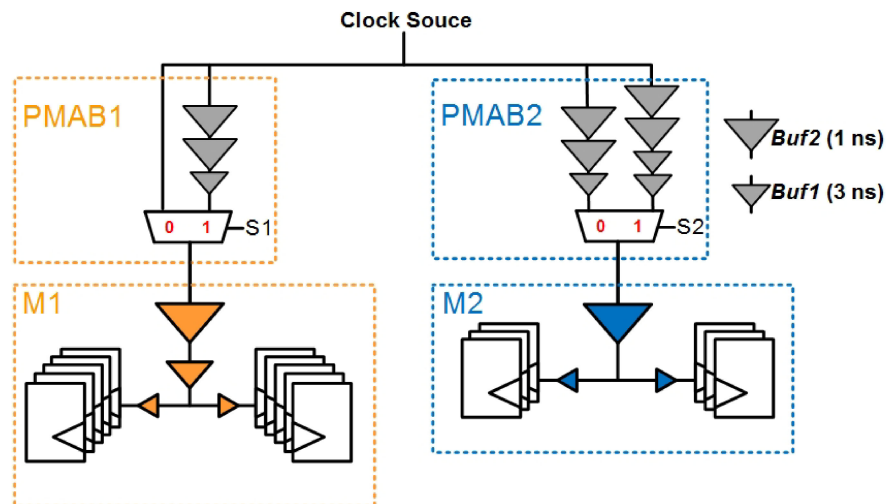 Clock Souce
PMAB1
PMAB2
Buf2 (1 ns)
Buf1 (3 ns)
0 1
S1
0 1
S2
M1
M2